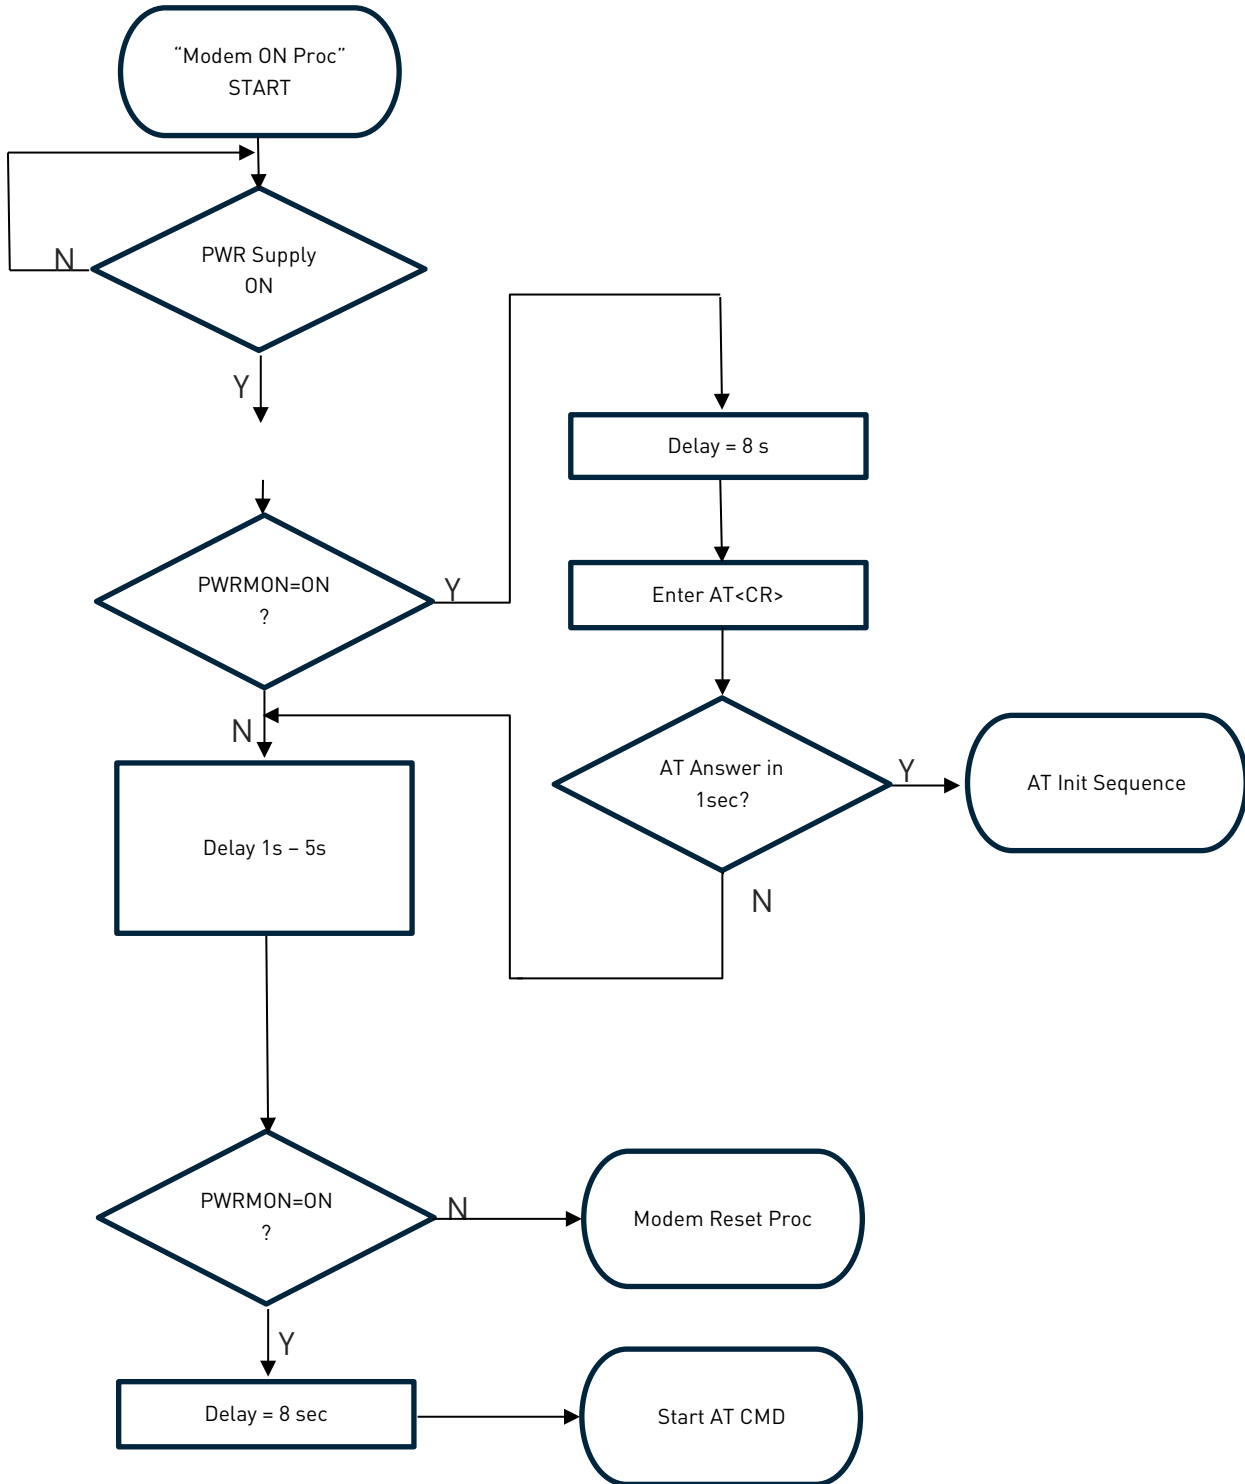 “Modem ON Proc”
START
N
PWR Supply
ON
Y
Delay = 8 s
PWRMON=ON
?
Y
Enter AT<CR>
N
AT Answer in
1sec?
Y
AT Init Sequence
N
Delay 1s – 5s
PWRMON=ON
?
N
Modem Reset Proc
Y
Delay = 8 sec
Start AT CMD